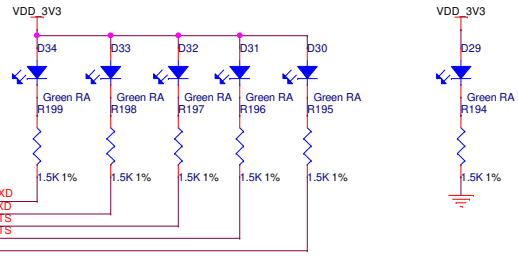 VDD_3V3 VDD_3V3
D34 D33 D32 D31 D30 D29
Green RA Green RA Green RA Green RA Green RA Green RA
R199 R198 R197 R196 R195 R194
1.5K 1% 1.5K 1% 1.5K 1% 1.5K 1% 1.5K 1% 1.5K 1%
XD
XD
TS
TS